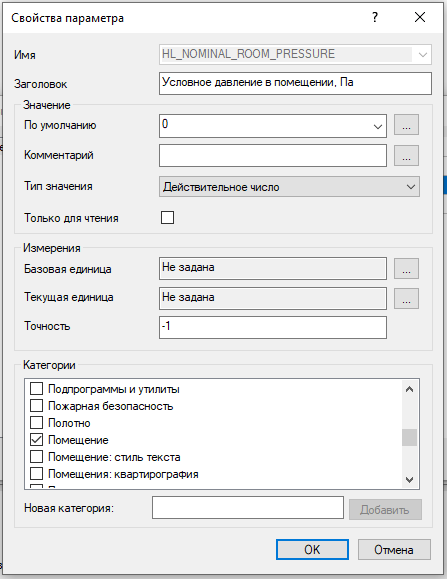 Свойства параметра
?
Имя
HL_NOMINAL_ROOM_PRESSURE
Заголовок
Условное давление в помещении, Па
Значение
По умолчанию
0
...
Комментарий
...
Тип значения
Действительное число
Только для чтения
Измерения
Базовая единица
Не задана
...
Текущая единица
Не задана
...
Точность
-1
Категории
Подпрограммы и утилиты
Пожарная безопасность
Полотно
Помещение
Помещение: стиль текста
Помещения: квартирография
Новая категория:
Добавить
OK
Отмена